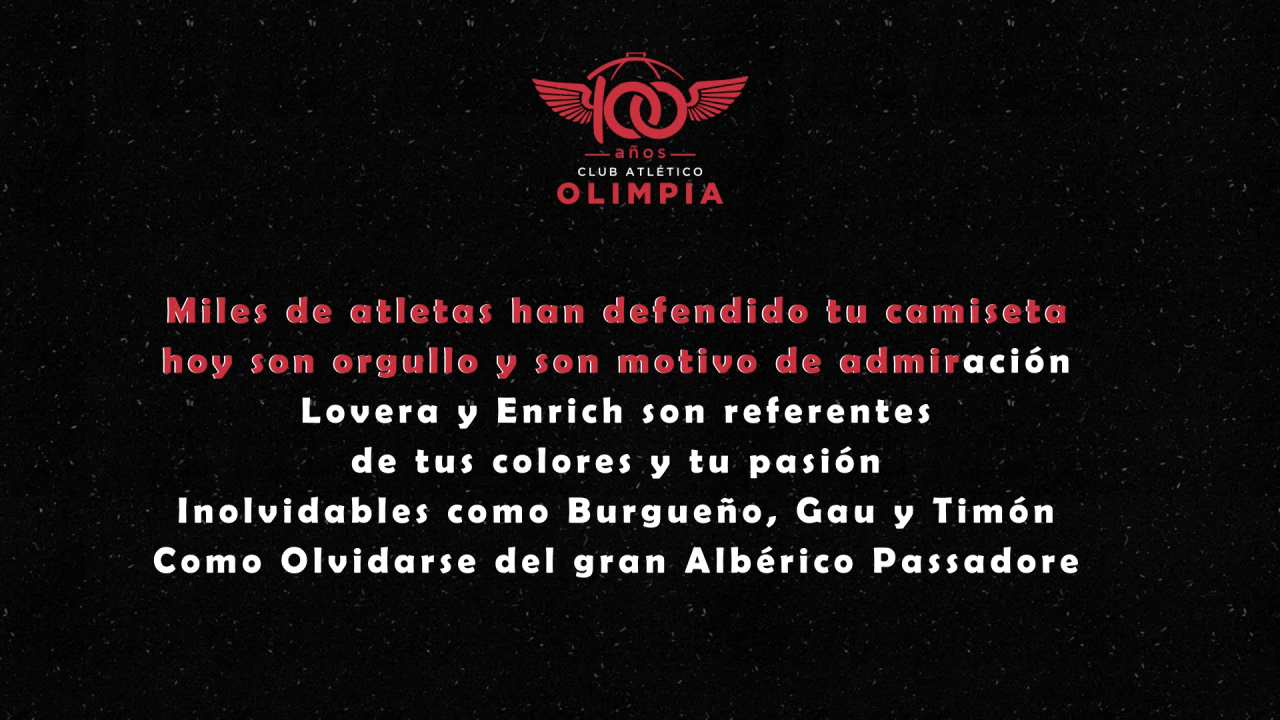 100
años
CLUB ATLÉTICO
OLIMPIA
Miles de atletas han defendido tu camiseta
hoy son orgullo y son motivo de admiración
Lovera y Enrich son referentes
de tus colores y tu pasión
Inolvidables como Burgueño, Gau y Timón
Como Olvidarse del gran Albérico Passadore